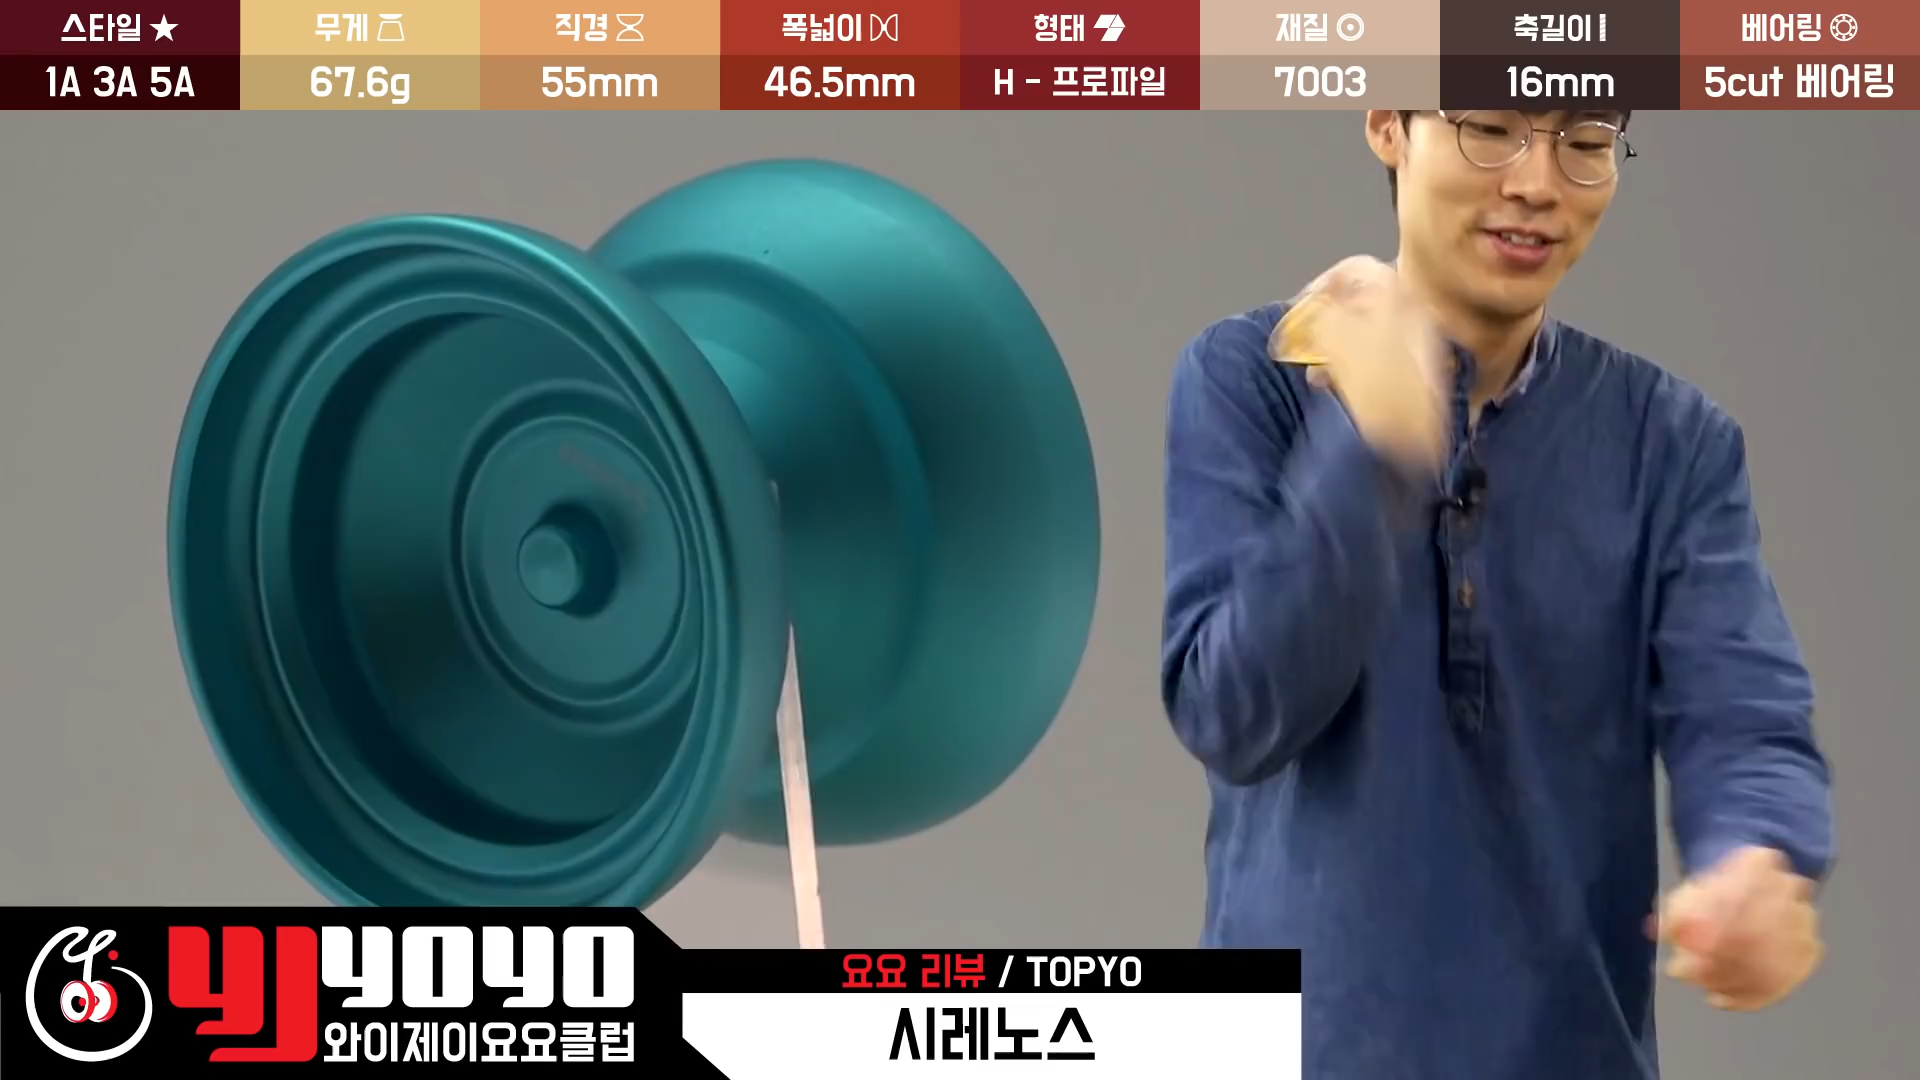 스타일 무게 직경 폭넓이 형태 재질 축길이 베어링
1A 3A 5A 67.6g 55mm 46.5mm H - 프로파일 7003 16mm 5cut 베어링
YJYOYO
와이제이요요클럽
요요 리뷰 / TOPYO
시레노스